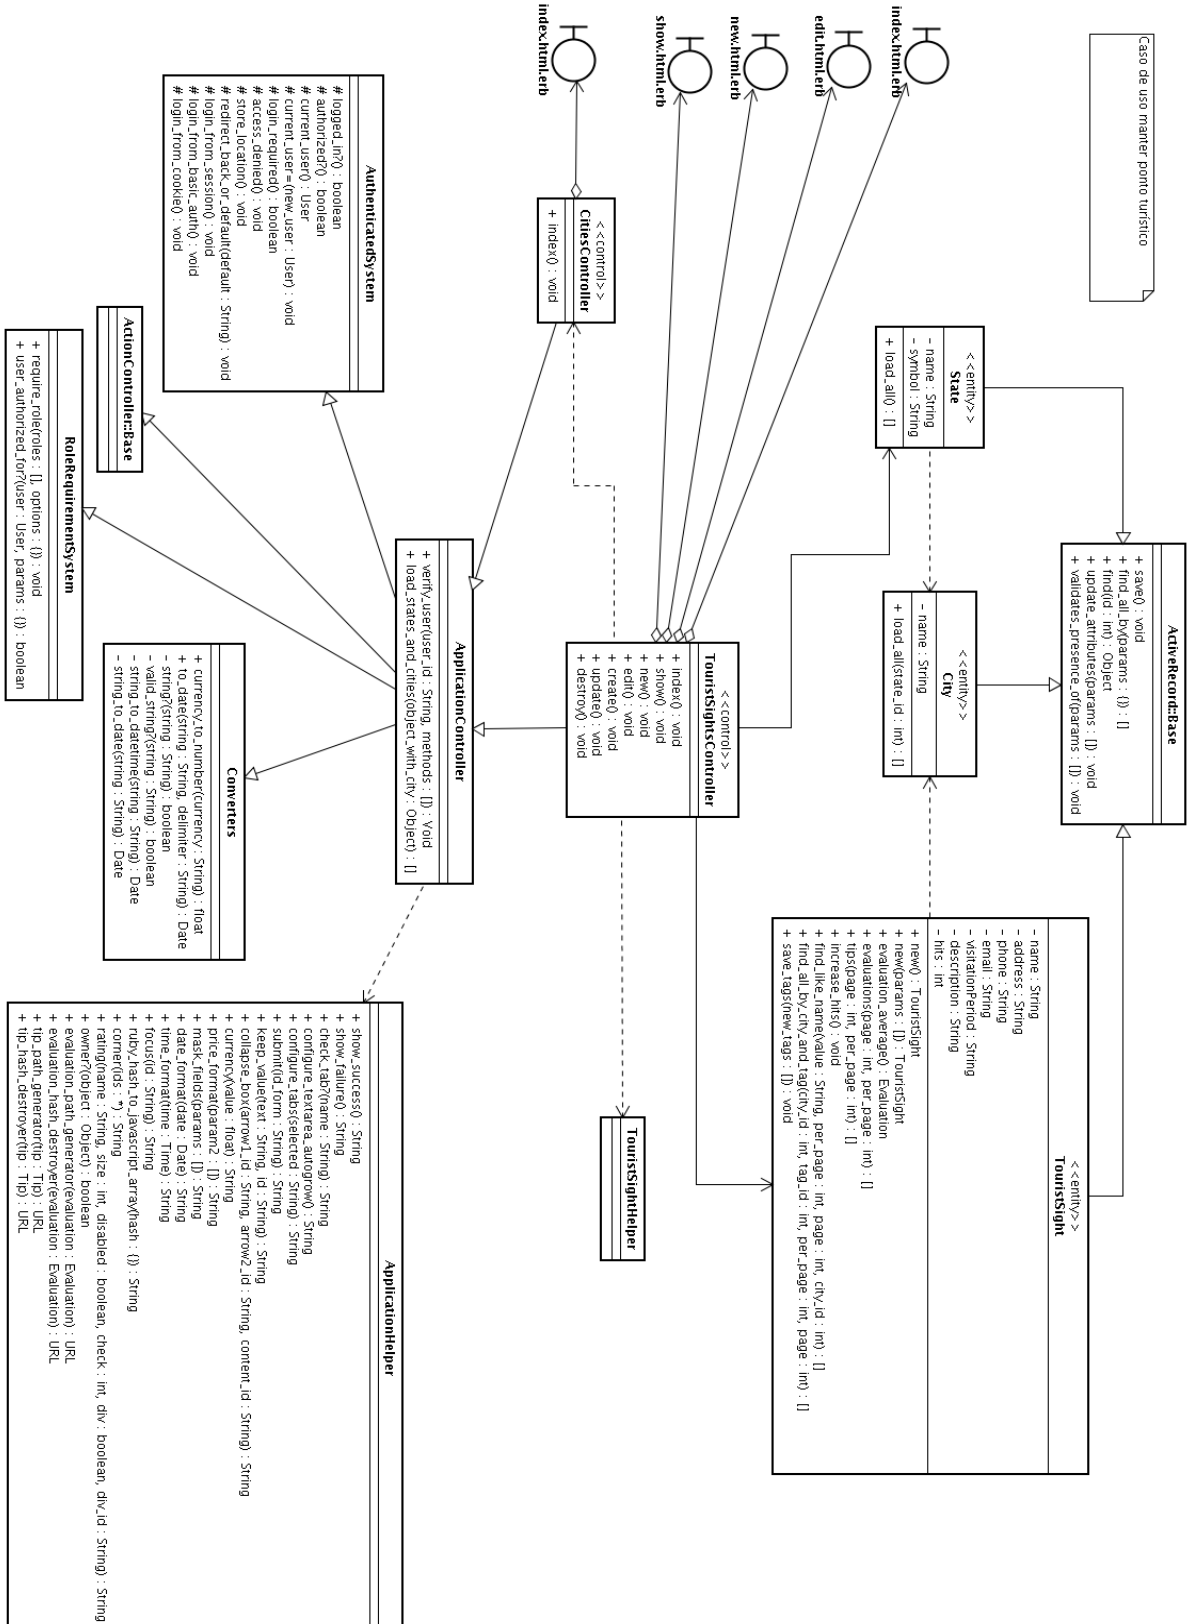 Caso de uso manter ponto turístico
index.html.erb
edit.html.erb
new.html.erb
show.html.erb
index.html.erb
<<entity>>
State
- name : String
- symbol : String
+ load_all() : []
ActiveRecord:Base
+ save() : void
+ find_all_by(params : {}) : []
+ find(id : int) : Object
+ update_attributes(params : []) : void
+ validates_presence_of(params : []) : void
<<entity>>
City
- name : String
+ load_all(state_id : int) : []
<<entity>>
TouristSight
- name : String
- address : String
- phone : String
- email : String
- visitationPeriod : String
- description : String
- hits : int
+ new() : TouristSight
+ new(params : []) : TouristSight
+ evaluation_average() : Evaluation
+ evaluations(page : int, per_page : int) : []
+ tips(page : int, per_page : int) : []
+ increase_hits() : void
+ find_like_name(value : String, per_page : int, page : int, city_id : int) : []
+ find_all_by_city_and_tag(city_id : int, tag_id : int, per_page : int, page : int) : []
+ save_tags(new_tags : []) : void
<<control>>
CitiesController
+ index() : void
<<control>>
TouristSightsController
+ index() : void
+ show() : void
+ new() : void
+ edit() : void
+ create() : void
+ update() : void
+ destroy() : void
TouristSightHelper
AuthenticatedSystem
# logged_in?() : boolean
# authorized?() : boolean
# current_user() : User
# current_user=(new_user : User) : void
# login_required() : boolean
# access_denied() : void
# store_location() : void
# redirect_back_or_default(default : String) : void
# login_from_session() : void
# login_from_basic_auth() : void
# login_from_cookie() : void
ApplicationController
+ verify_user(user_id : String, methods : []) : Void
+ load_states_and_cities(object_with_city : Object) : []
ActionController::Base
RoleRequirementSystem
+ require_role(roles : [], options : {}) : void
+ user_authorized_for?(user : User, params : {}) : boolean
Converters
+ currency_to_number(currency : String) : float
+ to_date(string : String, delimiter : String) : Date
- string?(string : String) : boolean
- valid_string?(string : String) : boolean
- string_to_datetime(string : String) : Date
- string_to_date(string : String) : Date
ApplicationHelper
+ show_success() : String
+ show_failure() : String
+ check_tab?(name : String) : String
+ configure_textarea_autogrow() : String
+ configure_tabs(selected : String) : String
+ submit(id_form : String) : String
+ keep_value(text : String, id : String) : String
+ collapse_box(arrow1_id : String, arrow2_id : String, content_id : String) : String
+ currency(value : float) : String
+ price_format(param2 : []) : String
+ mask_fields(params : []) : String
+ date_format(date : Date) : String
+ time_format(time : Time) : String
+ focus(id : String) : String
+ ruby_hash_to_javascript_array(hash : {}) : String
+ corner(ids : *) : String
+ rating(name : String, size : int, disabled : boolean, check : int, div : boolean, div_id : String) : String
+ owner?(object : Object) : boolean
+ evaluation_path_generator(evaluation : Evaluation) : URL
+ evaluation_hash_destroyer(evaluation : Evaluation) : URL
+ tip_path_generator(tip : Tip) : URL
+ tip_hash_destroyer(tip : Tip) : URL